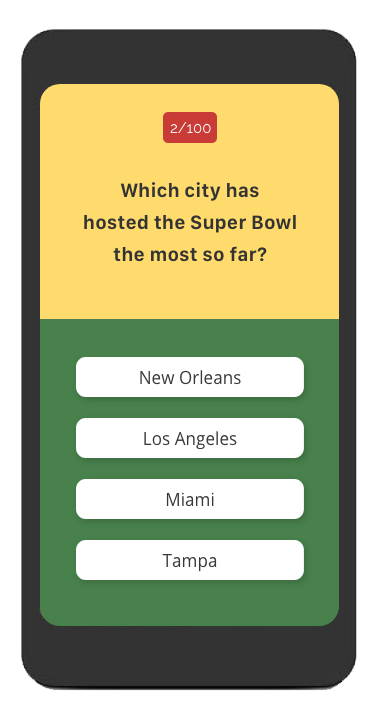 2/100
Which city has
hosted the Super Bowl
the most so far?
New Orleans
Los Angeles
Miami
Tampa